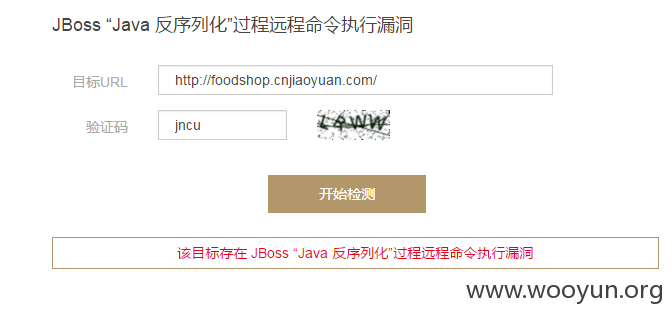 JBoss “Java 反序列化”过程远程命令执行漏洞
目标URL http://foodshop.cnjiaoyuan.com/
验证码 jncu
开始检测
该目标存在 JBoss “Java 反序列化”过程远程命令执行漏洞
www.wooyun.org